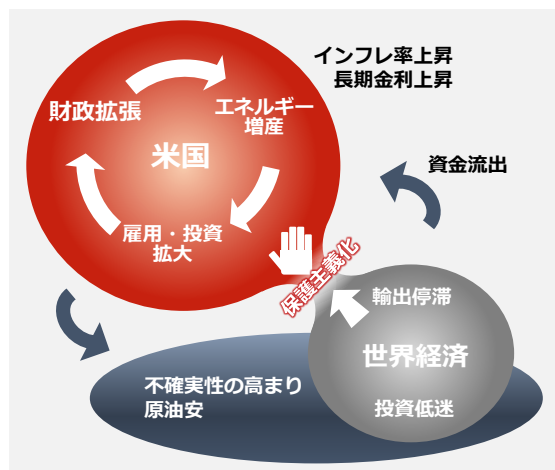 インフレ率上昇
長期金利上昇
財政拡張
エネルギー
増産
米国
資金流出
雇用・投資
拡大
保護主義化
輸出停滞
世界経済
不確実性の高まり
原油安
投資低迷